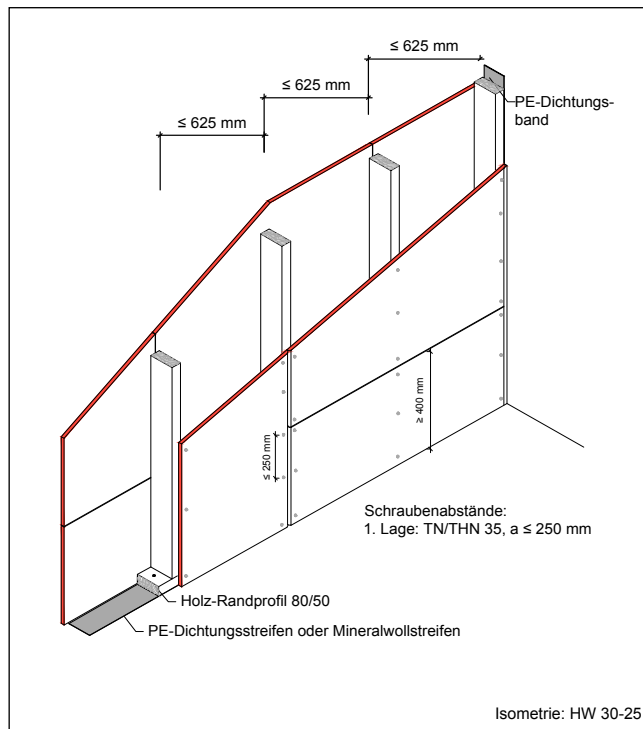 ≤ 625 mm
≤ 625 mm
≤ 625 mm
PE-Dichtungs-
band
≥ 400 mm
≤ 250 mm
Schraubenabstände:
1. Lage: TN/THN 35, a ≤ 250 mm
Holz-Randprofil 80/50
PE-Dichtungsstreifen oder Mineralwollstreifen
Isometrie: HW 30-25